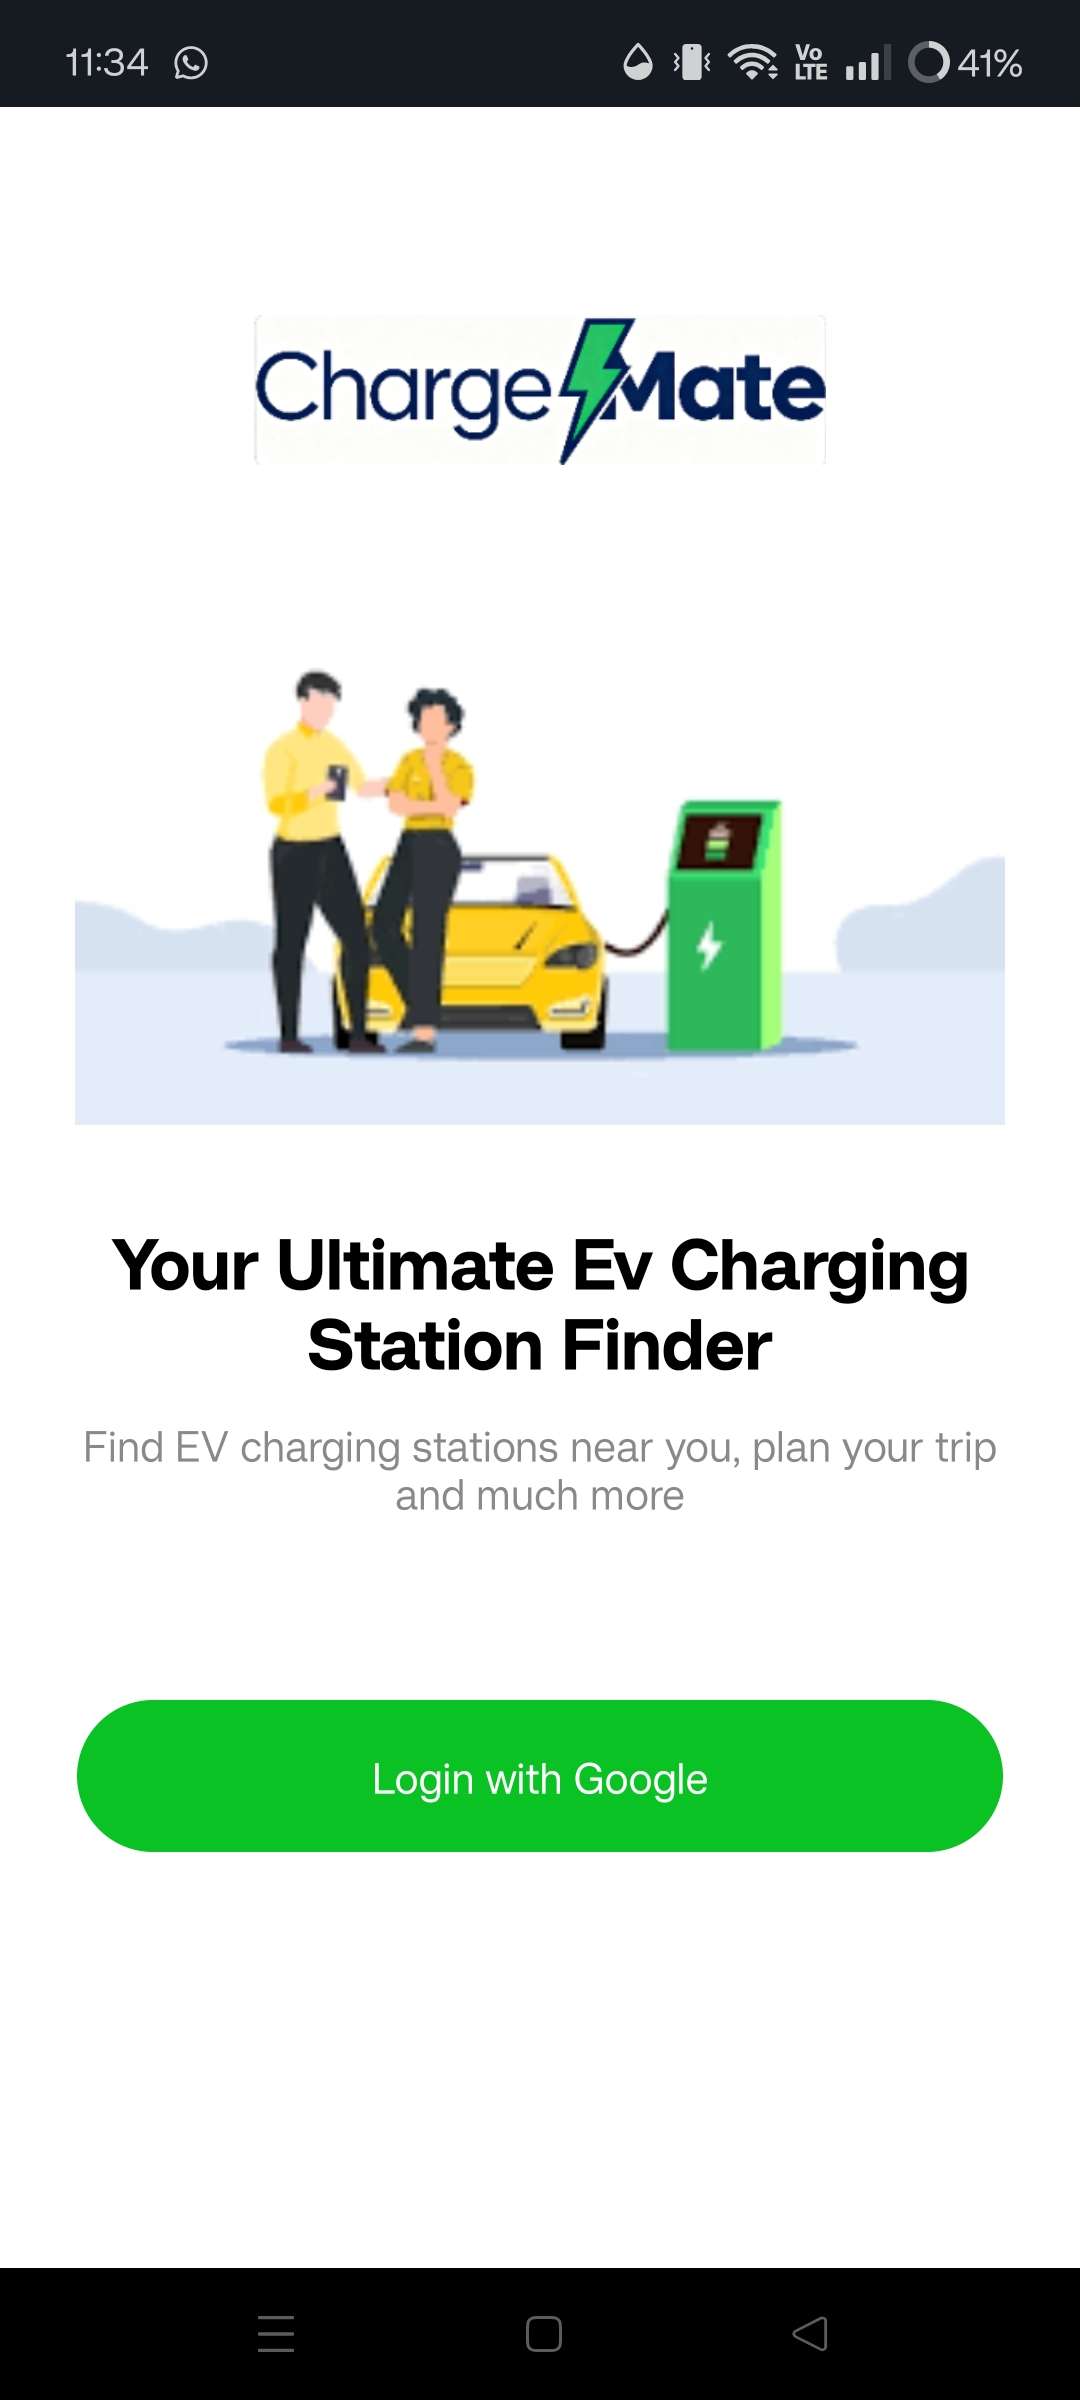 11:34
Vo
LTE
41%
ChargeMate
Your Ultimate Ev Charging
Station Finder
Find EV charging stations near you, plan your trip
and much more
Login with Google